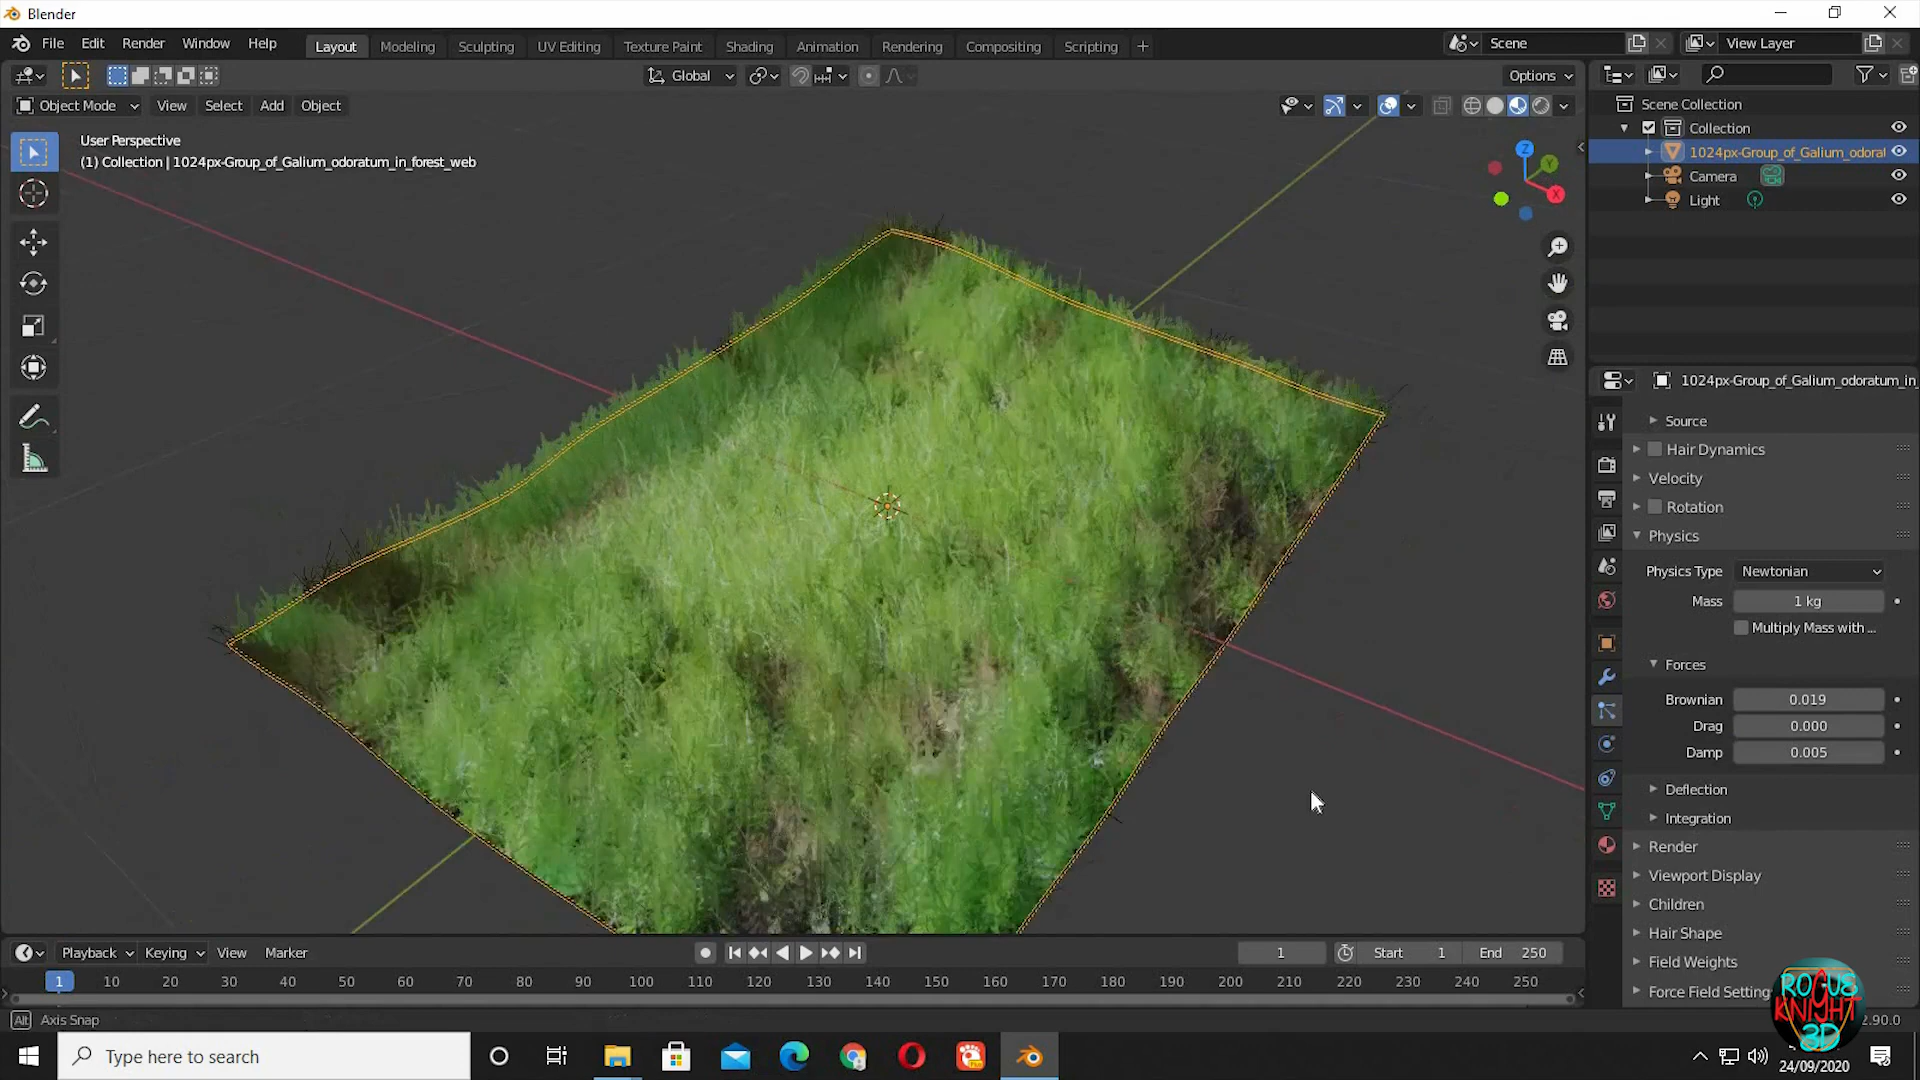 Blender
File Edit Render Window Help
Layout Modeling Sculpting UV Editing Texture Paint Shading Animation Rendering Compositing Scripting
Scene
View Layer
Global
Options
Object Mode View Select Add Object
User Perspective
(1) Collection | 1024px-Group_of_Galium_odoratum_in_forest_web
Z
Y
X
Scene Collection
Collection
1024px-Group_of_Galium_odorat
Camera
Light
1024px-Group_of_Galium_odoratum_in_
Source
Hair Dynamics
Velocity
Rotation
Physics
Physics Type Newtonian
Mass 1 kg
Multiply Mass with ...
Forces
Brownian 0.019
Drag 0.000
Damp 0.005
Deflection
Integration
Render
Viewport Display
Children
Hair Shape
Field Weights
Force Field Setting
Playback Keying View Marker
1 Start 1 End 250
1 10 20 30 40 50 60 70 80 90 100 110 120 130 140 150 160 170 180 190 200 210 220 230 240 250
Alt Axis Snap
2.90.0
ROGUE
KNIGHT
3D
Type here to search
24/09/2020